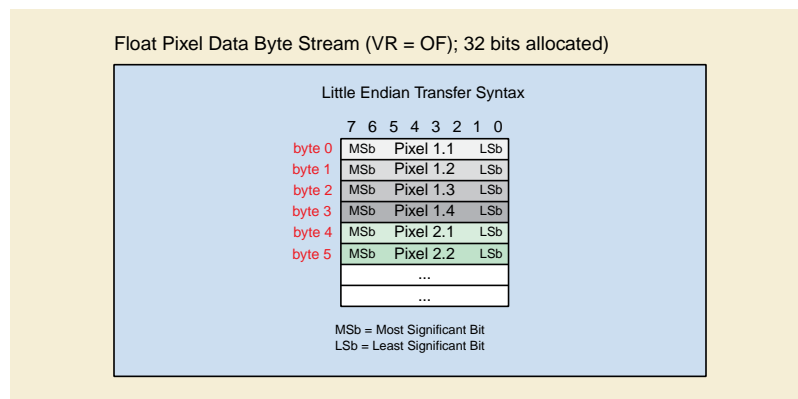 Float Pixel Data Byte Stream (VR = OF); 32 bits allocated)
Little Endian Transfer Syntax
7 6 5 4 3 2 1 0
byte 0 MSb Pixel 1.1 LSb
byte 1 MSb Pixel 1.2 LSb
byte 2 MSb Pixel 1.3 LSb
byte 3 MSb Pixel 1.4 LSb
byte 4 MSb Pixel 2.1 LSb
byte 5 MSb Pixel 2.2 LSb
...
...
MSb = Most Significant Bit
LSb = Least Significant Bit